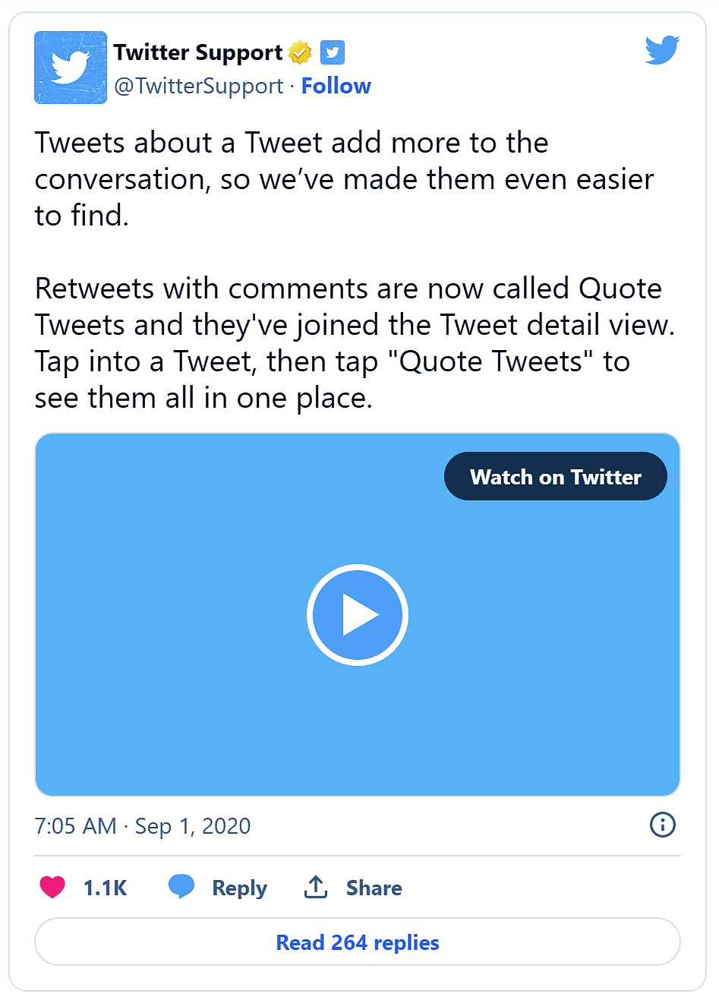 Twitter Support
@TwitterSupport · Follow
Tweets about a Tweet add more to the
conversation, so we’ve made them even easier
to find.
Retweets with comments are now called Quote
Tweets and they've joined the Tweet detail view.
Tap into a Tweet, then tap "Quote Tweets" to
see them all in one place.
Watch on Twitter
7:05 AM · Sep 1, 2020
1.1K Reply Share
Read 264 replies